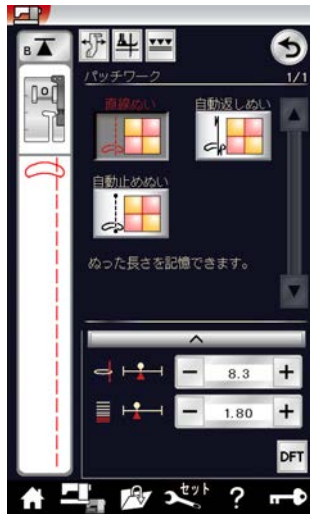 B
パッチワーク 1/1
直線ぬい 自動返しぬい
自動止めぬい
ぬった長さを記憶できます。
− 8.3 +
− 1.80 +
DFT
セット ?